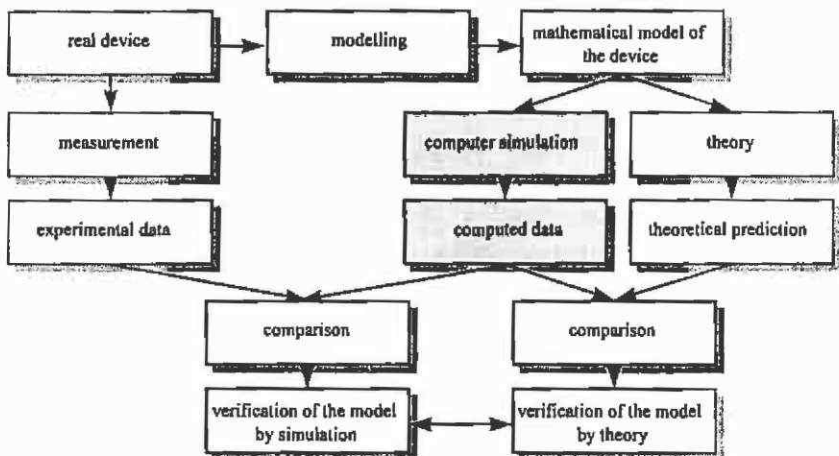 real device
modelling
mathematical model of
the device
measurement
computer simulation
theory
experimental data
computed data
theoretical prediction
comparison
comparison
verification of the model
by simulation
verification of the model
by theory